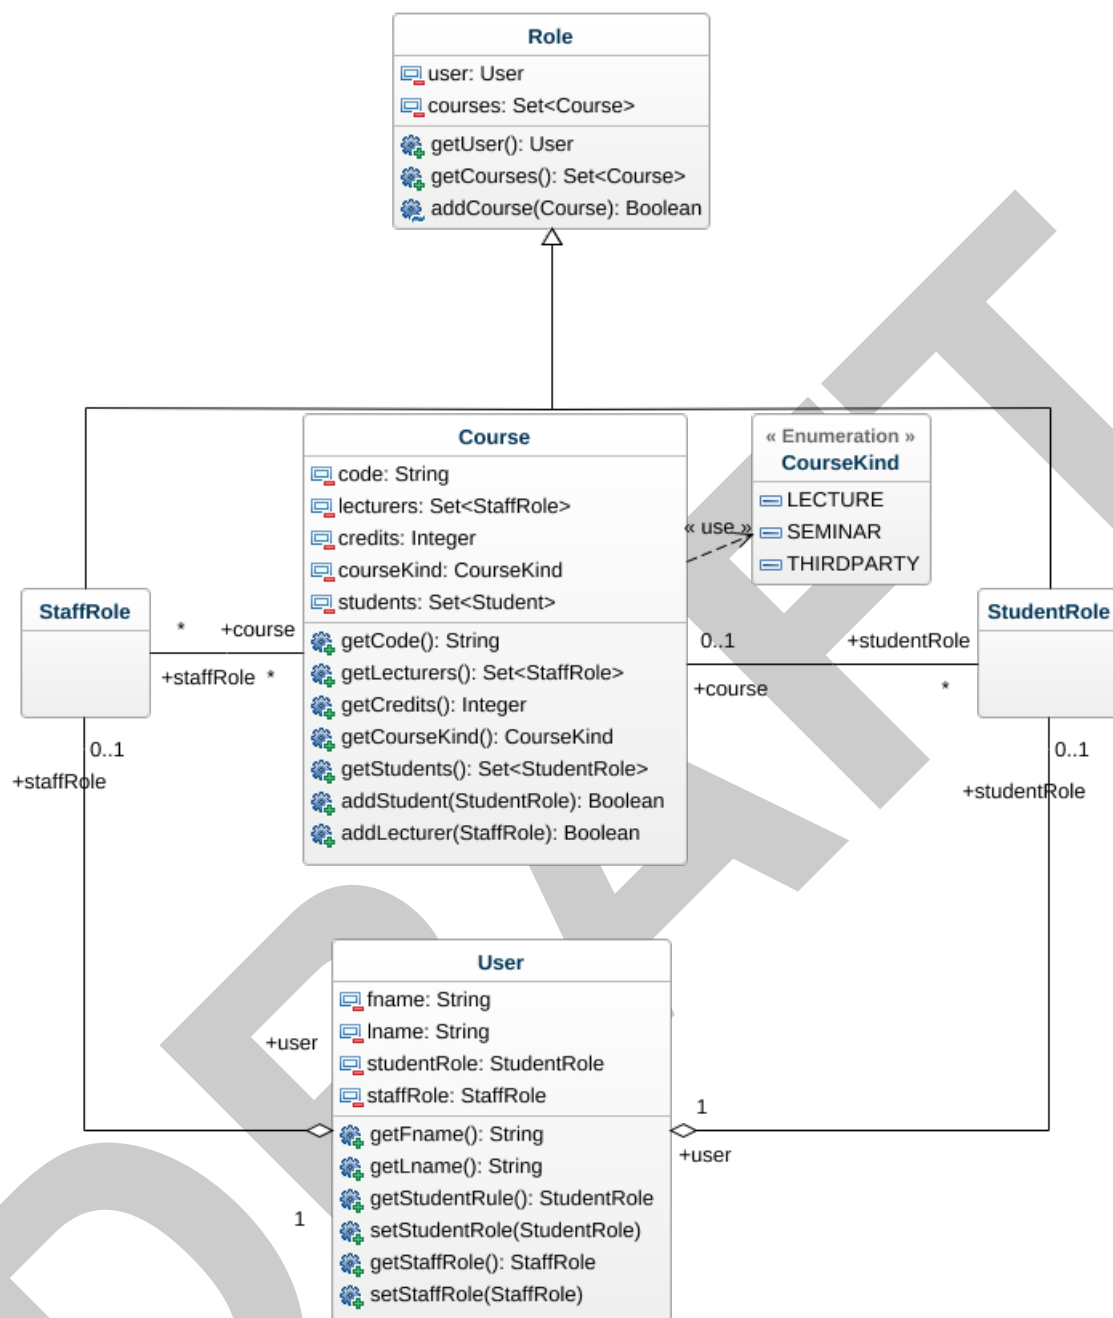 Role
user: User
courses: Set<Course>
getUser(): User
getCourses(): Set<Course>
addCourse(Course): Boolean
Course
code: String
lecturers: Set<StaffRole>
credits: Integer
courseKind: CourseKind
students: Set<Student>
getCode(): String
getLecturers(): Set<StaffRole>
getCredits(): Integer
getCourseKind(): CourseKind
getStudents(): Set<StudentRole>
addStudent(StudentRole): Boolean
addLecturer(StaffRole): Boolean
« use »
« Enumeration »
CourseKind
LECTURE
SEMINAR
THIRDPARTY
StaffRole
* +course
+staffRole *
0..1
+staffRole
StudentRole
0..1 +studentRole
+course *
0..1
+studentRole
User
fname: String
lname: String
studentRole: StudentRole
staffRole: StaffRole
getFname(): String
getLname(): String
getStudentRule(): StudentRole
setStudentRole(StudentRole)
getStaffRole(): StaffRole
setStaffRole(StaffRole)
+user
1
1
+user
DRAFT